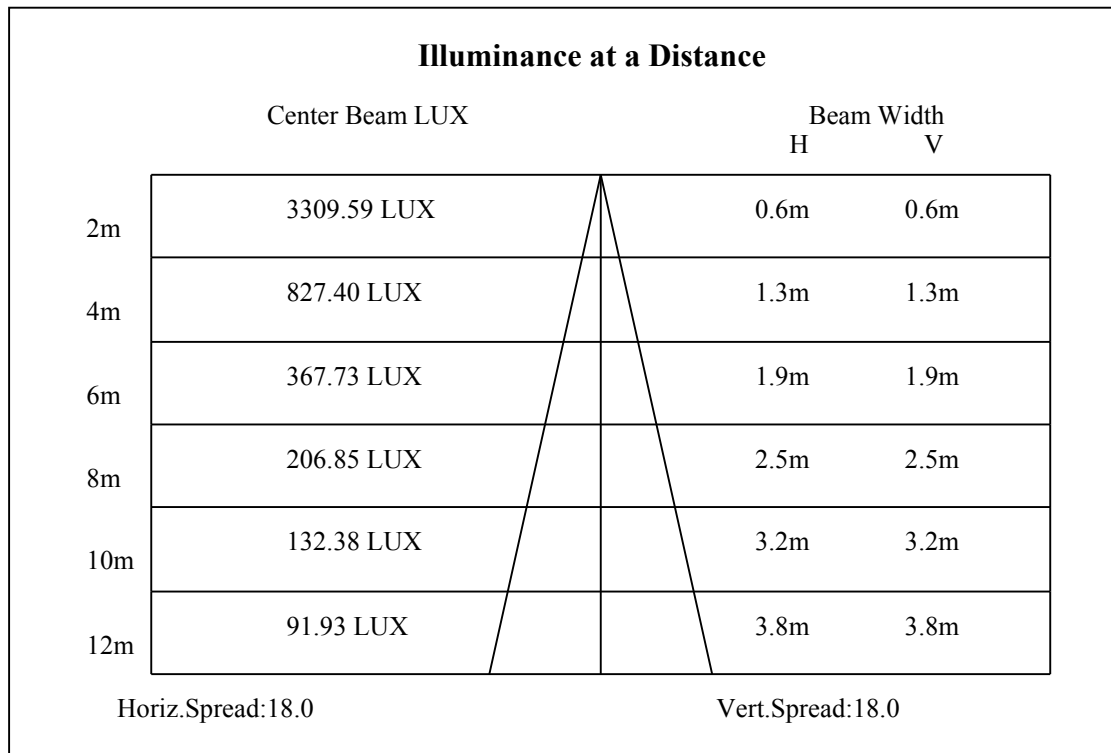 Illuminance at a Distance
Center Beam LUX Beam Width
H V
2m 3309.59 LUX 0.6m 0.6m
4m 827.40 LUX 1.3m 1.3m
6m 367.73 LUX 1.9m 1.9m
8m 206.85 LUX 2.5m 2.5m
10m 132.38 LUX 3.2m 3.2m
12m 91.93 LUX 3.8m 3.8m
Horiz.Spread:18.0 Vert.Spread:18.0